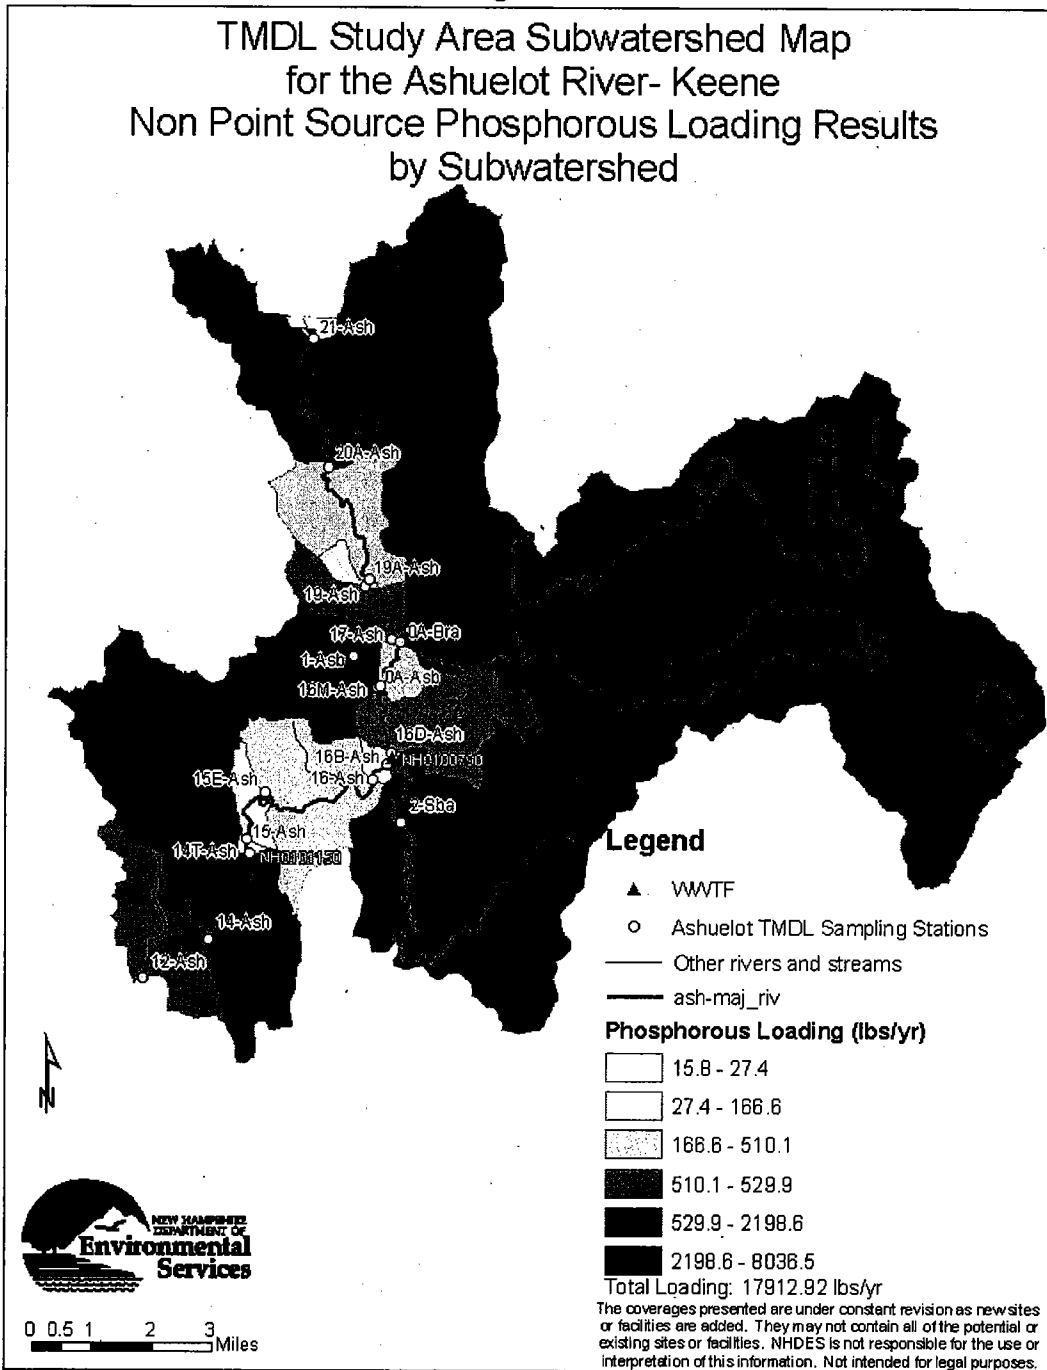 TMDL Study Area Subwatershed Map
for the Ashuelot River- Keene
Non Point Source Phosphorous Loading Results
by Subwatershed
21-Ash
20A-Ash
19A-Ash
19-Ash
17-Ash
0A-Bra
1-Asb
0A-Asb
16M-Ash
16D-Ash
16B-Ash
NH0100790
16-Ash
15E-Ash
2-Sba
15-Ash
14T-Ash
NH0101150
14-Ash
12-Ash
Legend
WWTF
Ashuelot TMDL Sampling Stations
Other rivers and streams
ash-maj_riv
Phosphorous Loading (lbs/yr)
15.8 - 27.4
27.4 - 166.6
166.6 - 510.1
510.1 - 529.9
529.9 - 2198.6
2198.6 - 8036.5
Total Loading: 17912.92 lbs/yr
The coverages presented are under constant revision as new sites
or facilities are added. They may not contain all of the potential or
existing sites or facilities. NHDES is not responsible for the use or
interpretation of this information. Not intended for legal purposes.
N
NEW HAMPSHIRE
DEPARTMENT OF
Environmental
Services
0 0.5 1 2 3 Miles